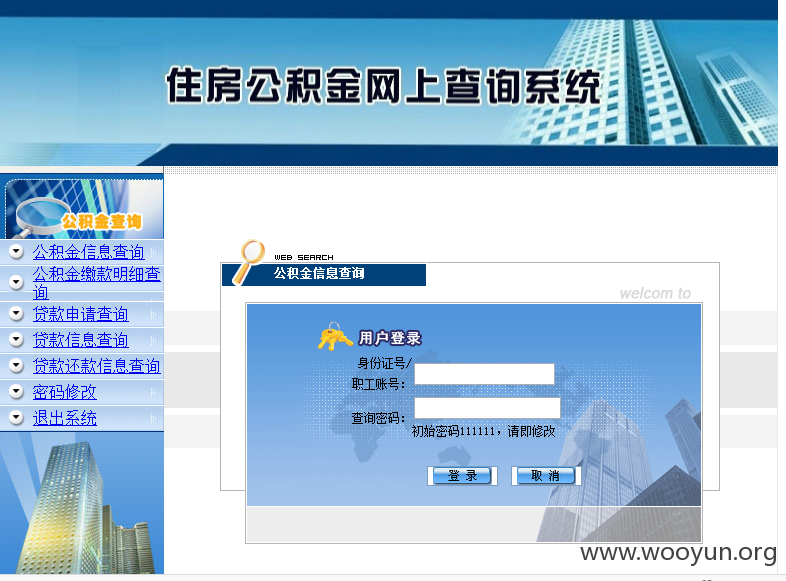 住房公积金网上查询系统
公积金查询
公积金信息查询
公积金缴款明细查
询
贷款申请查询
贷款信息查询
贷款还款信息查询
密码修改
退出系统
WEB SEARCH
公积金信息查询
welcom to
用户登录
身份证号/
职工账号：
查询密码：
初始密码111111，请即修改
登 录
取 消
www.wooyun.org